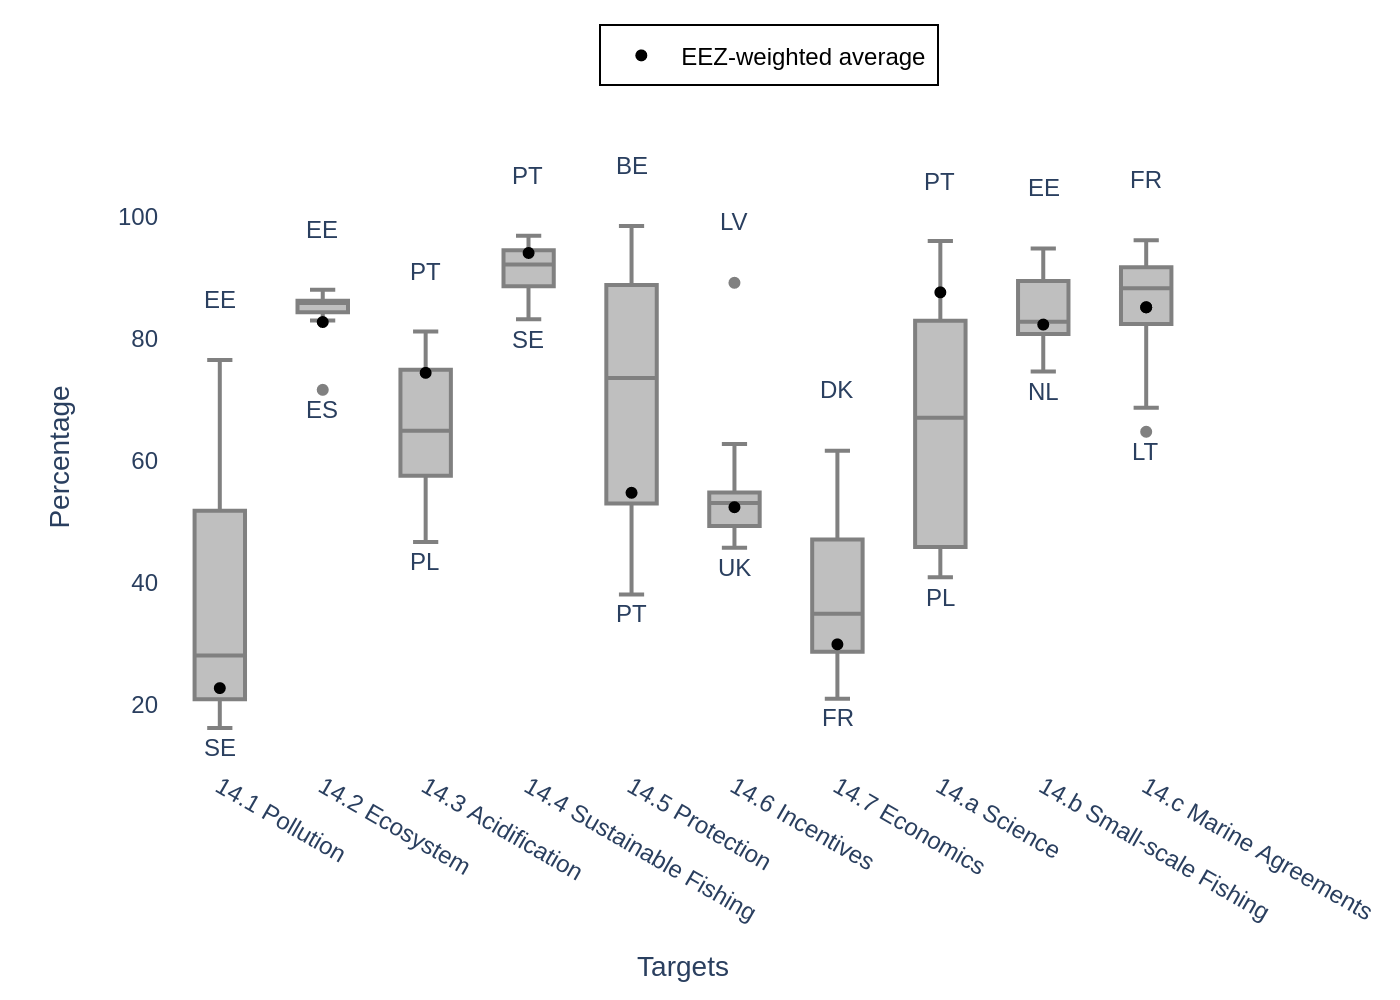 EEZ-weighted average
BE
PT
FR
PT
EE
100
LV
EE
PT
EE
80
SE
DK
NL
Percentage
ES
60
LT
PL
UK
40
PL
PT
20
FR
SE
14.1 Pollution
14.2 Ecosystem
14.3 Acidification
14.4 Sustainable Fishing
14.5 Protection
14.6 Incentives
14.7 Economics
14.a Science
14.b Small-scale Fishing
14.c Marine Agreements
Targets